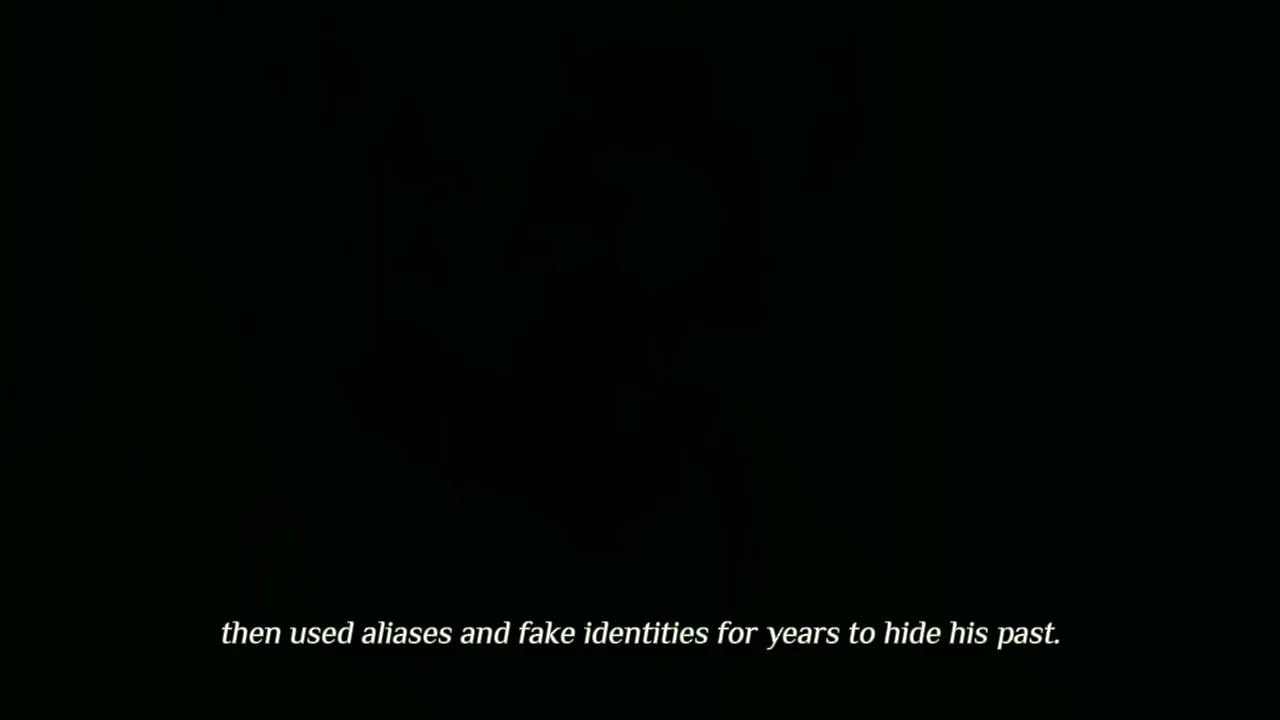 then used aliases and fake identities for years to hide his past.